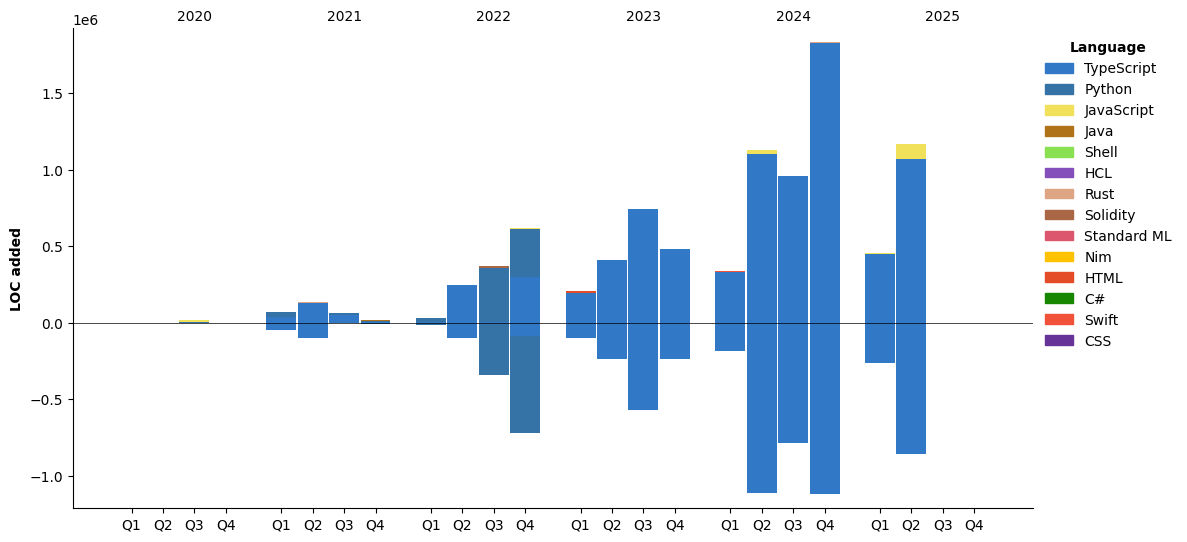 1e6
2020 2021 2022 2023 2024 2025
LOC added
1.5
1.0
0.5
0.0
−0.5
−1.0
Q1 Q2 Q3 Q4 Q1 Q2 Q3 Q4 Q1 Q2 Q3 Q4 Q1 Q2 Q3 Q4 Q1 Q2 Q3 Q4 Q1 Q2 Q3 Q4
Language
TypeScript
Python
JavaScript
Java
Shell
HCL
Rust
Solidity
Standard ML
Nim
HTML
C#
Swift
CSS